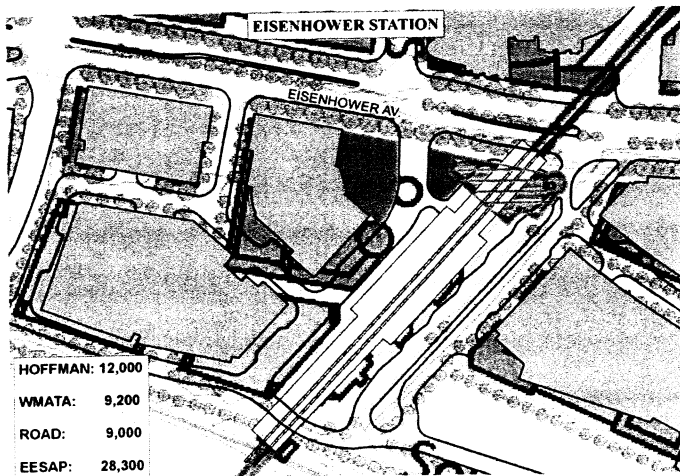 EISENHOWER STATION
EISENHOWER AV.
HOFFMAN: 12,000
WMATA: 9,200
ROAD: 9,000
EESAP: 28,300